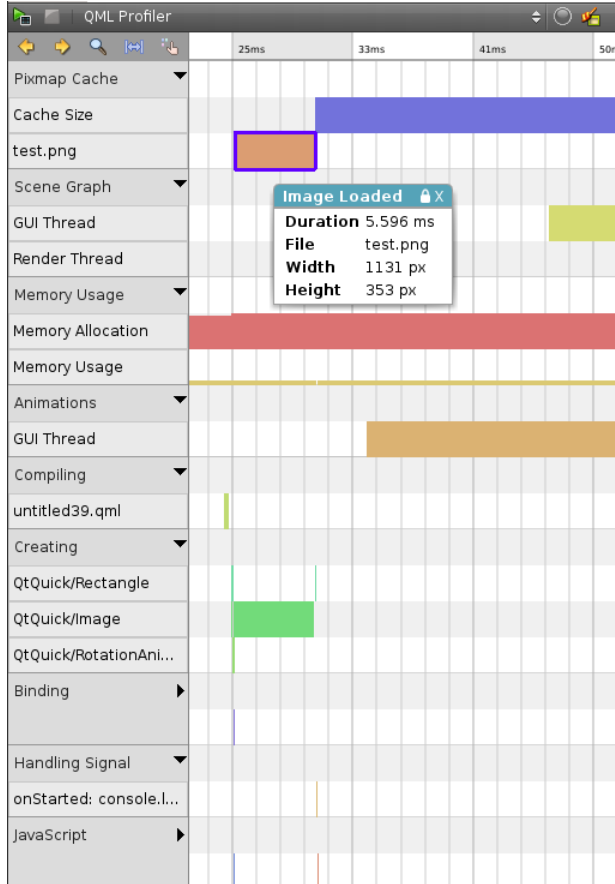 QML Profiler
25ms 33ms 41ms 50
Pixmap Cache
Cache Size
test.png
Scene Graph
Image Loaded X
GUI Thread
Duration 5.596 ms
File test.png
Render Thread
Width 1131 px
Height 353 px
Memory Usage
Memory Allocation
Memory Usage
Animations
GUI Thread
Compiling
untitled39.qml
Creating
QtQuick/Rectangle
QtQuick/Image
QtQuick/RotationAni...
Binding
Handling Signal
onStarted: console.l...
JavaScript